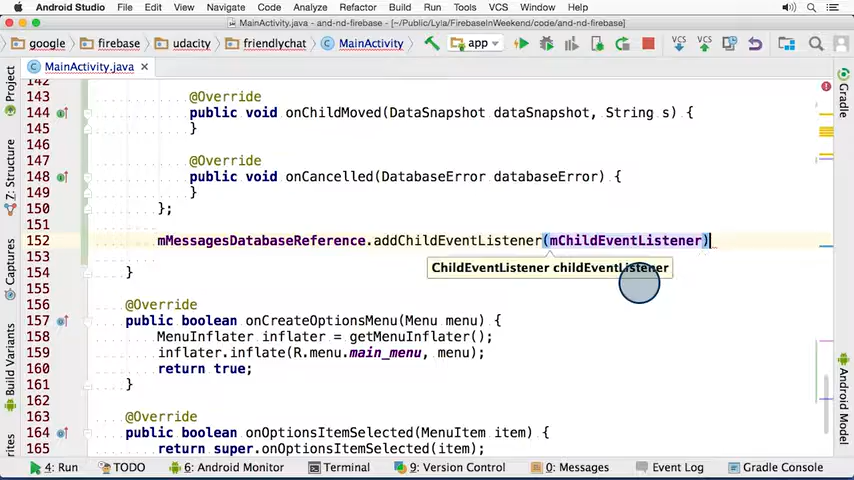 Android Studio File Edit View Navigate Code Analyze Refactor Build Run Tools VCS Window
MainActivity.java - and-nd-firebase - [~/Public/Lyla/FirebaseInWeekend/code/and-nd-firebase]
google firebase udacity friendlychat MainActivity app VCS VCS
MainActivity.java
Project
Z: Structure
Captures
Build Variants
rites
Gradle
Android Model
142
143 @Override
144 public void onChildMoved(DataSnapshot dataSnapshot, String s) {
145 }
146
147 @Override
148 public void onCancelled(DatabaseError databaseError) {
149 }
150 };
151
152 mMessagesDatabaseReference.addChildEventListener(mChildEventListener)
153
ChildEventListener childEventListener
154 }
155
156 @Override
157 public boolean onCreateOptionsMenu(Menu menu) {
158 MenuInflater inflater = getMenuInflater();
159 inflater.inflate(R.menu.main_menu, menu);
160 return true;
161 }
162
163 @Override
164 public boolean onOptionsItemSelected(MenuItem item) {
165 return super.onOptionsItemSelected(item);
4: Run TODO 6: Android Monitor Terminal 9: Version Control 0: Messages Event Log Gradle Console